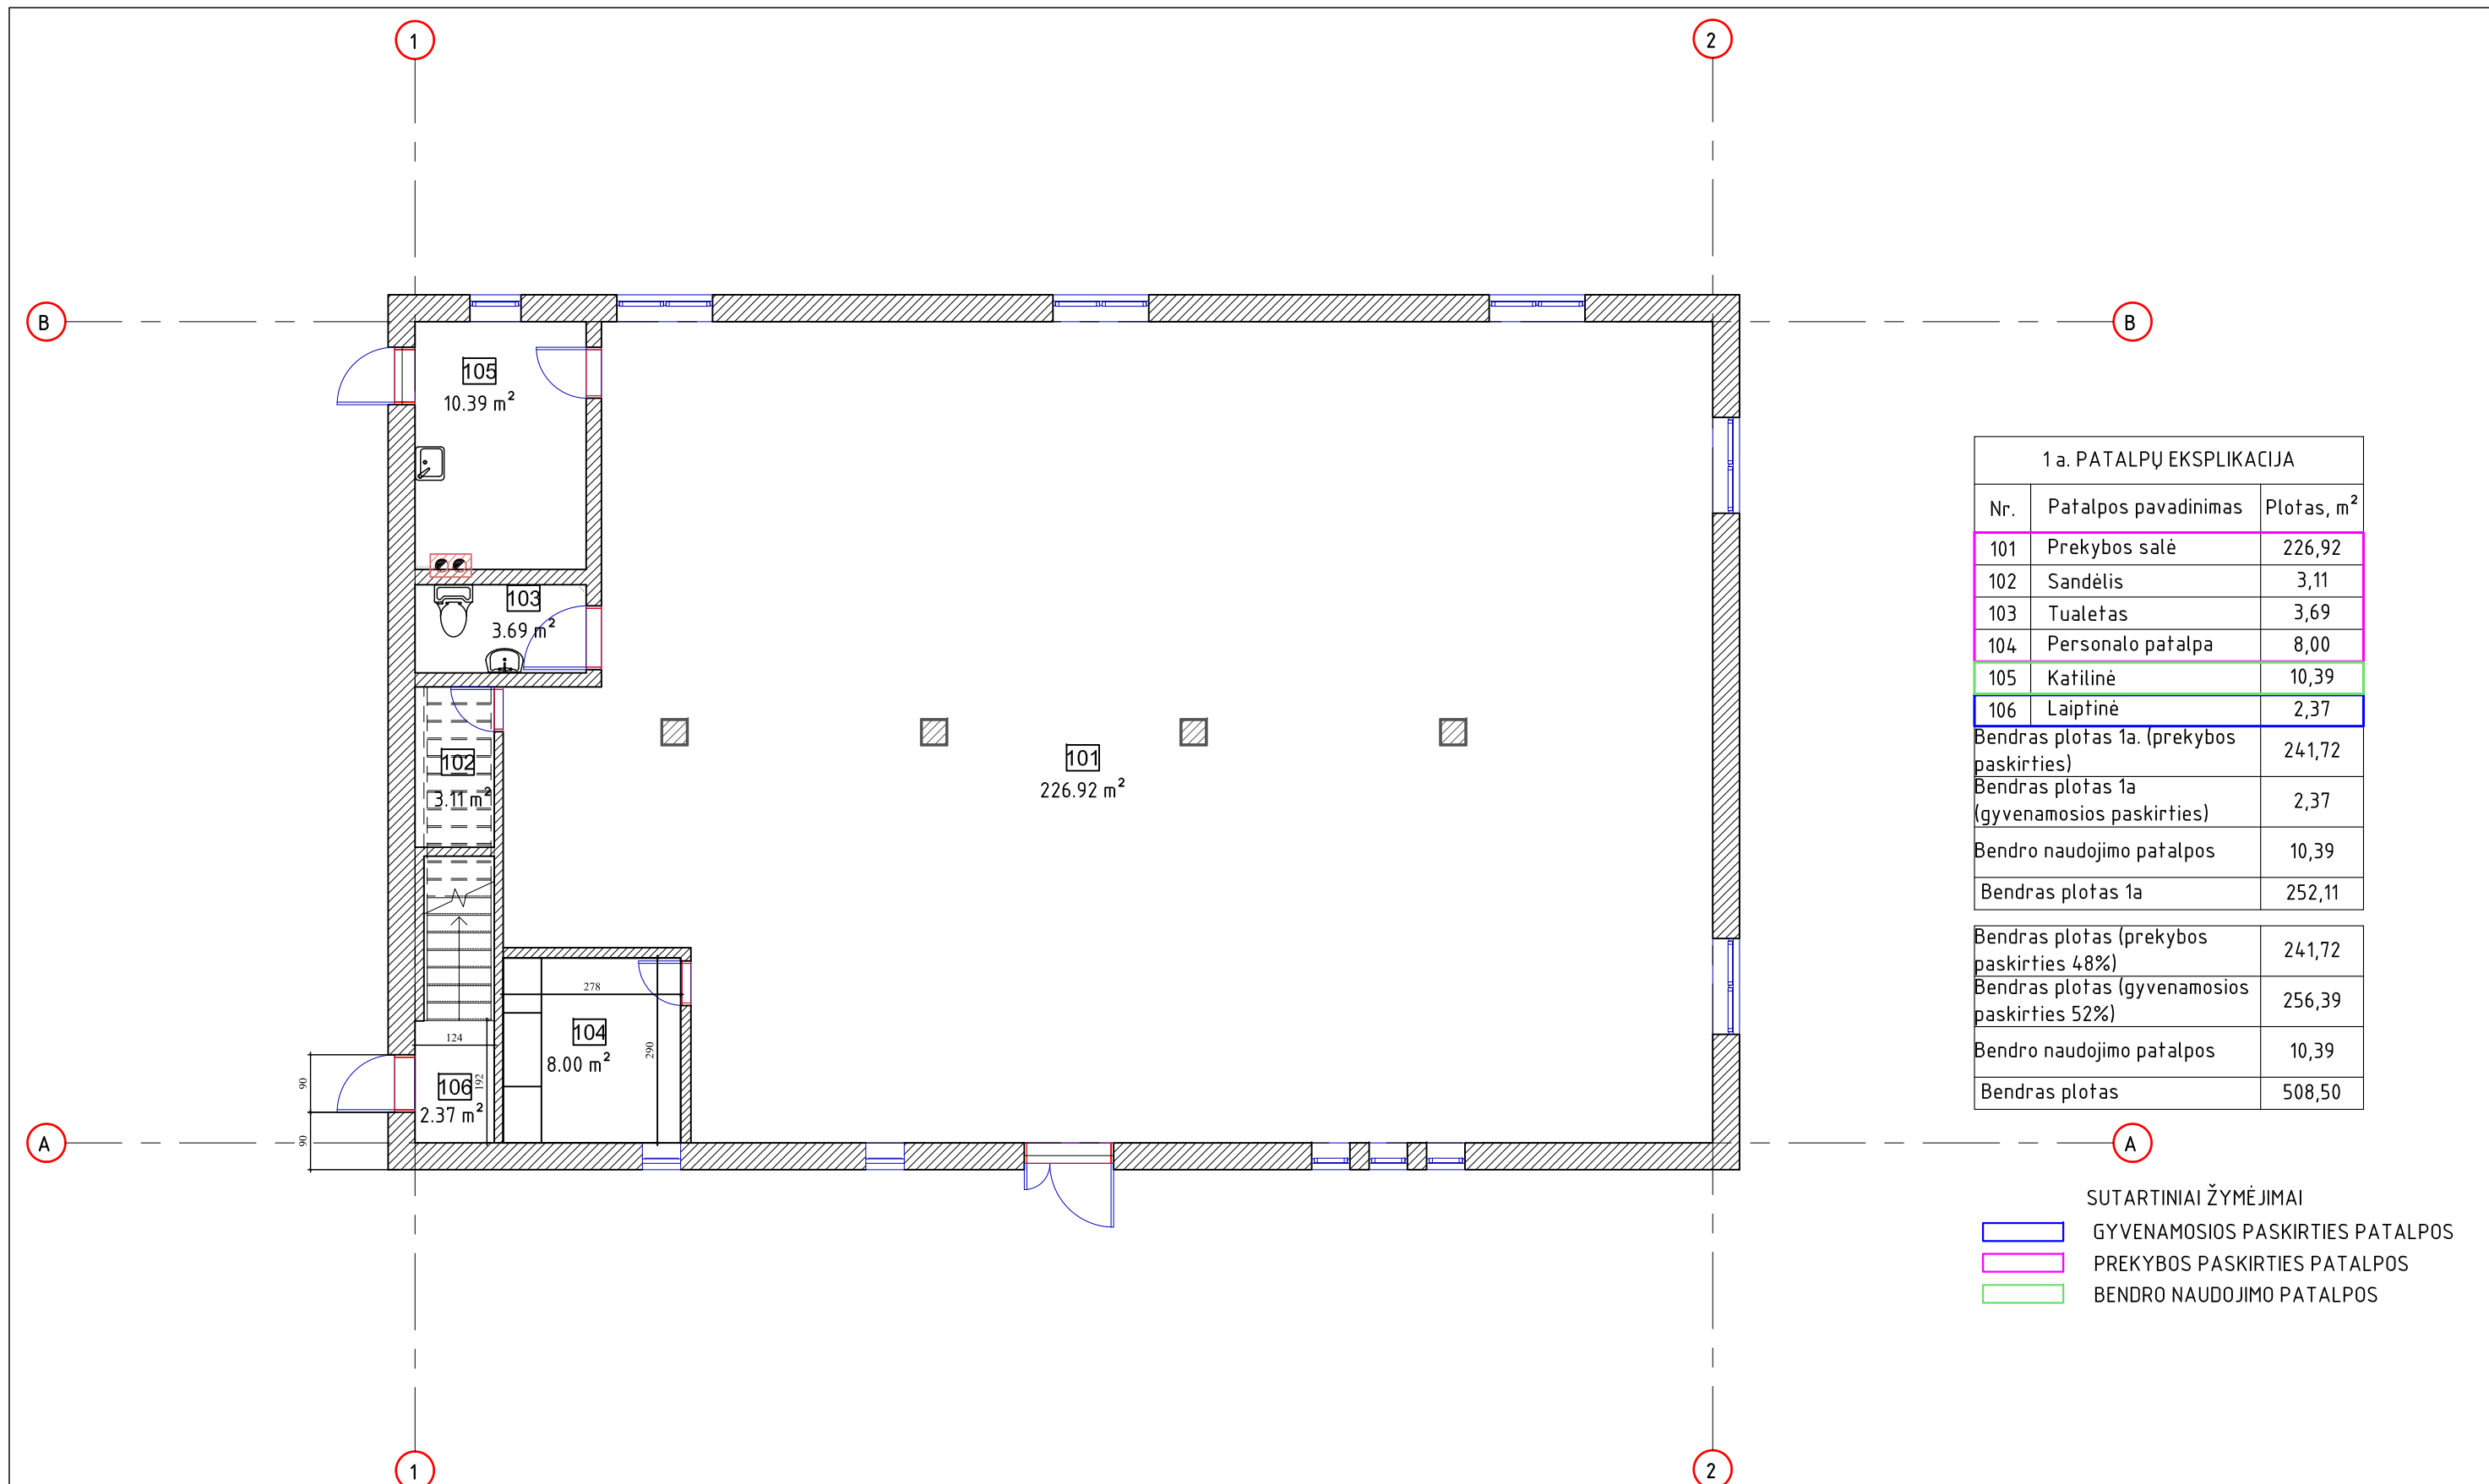 1
2
B
B
105
10.39 m²
103
3.69 m²
102
3.11 m²
101
226.92 m²
278
104
8.00 m²
290
124
192
106
2.37 m²
90
90
A
A
1
2
1 a. PATALPŲ EKSPLIKACIJA
Nr. Patalpos pavadinimas Plotas, m²
101 Prekybos salė 226,92
102 Sandėlis 3,11
103 Tualetas 3,69
104 Personalo patalpa 8,00
105 Katilinė 10,39
106 Laiptinė 2,37
Bendras plotas 1a. (prekybos
paskirties) 241,72
Bendras plotas 1a
(gyvenamosios paskirties) 2,37
Bendro naudojimo patalpos 10,39
Bendras plotas 1a 252,11
Bendras plotas (prekybos
paskirties 48%) 241,72
Bendras plotas (gyvenamosios
paskirties 52%) 256,39
Bendro naudojimo patalpos 10,39
Bendras plotas 508,50
SUTARTINIAI ŽYMĖJIMAI
GYVENAMOSIOS PASKIRTIES PATALPOS
PREKYBOS PASKIRTIES PATALPOS
BENDRO NAUDOJIMO PATALPOS